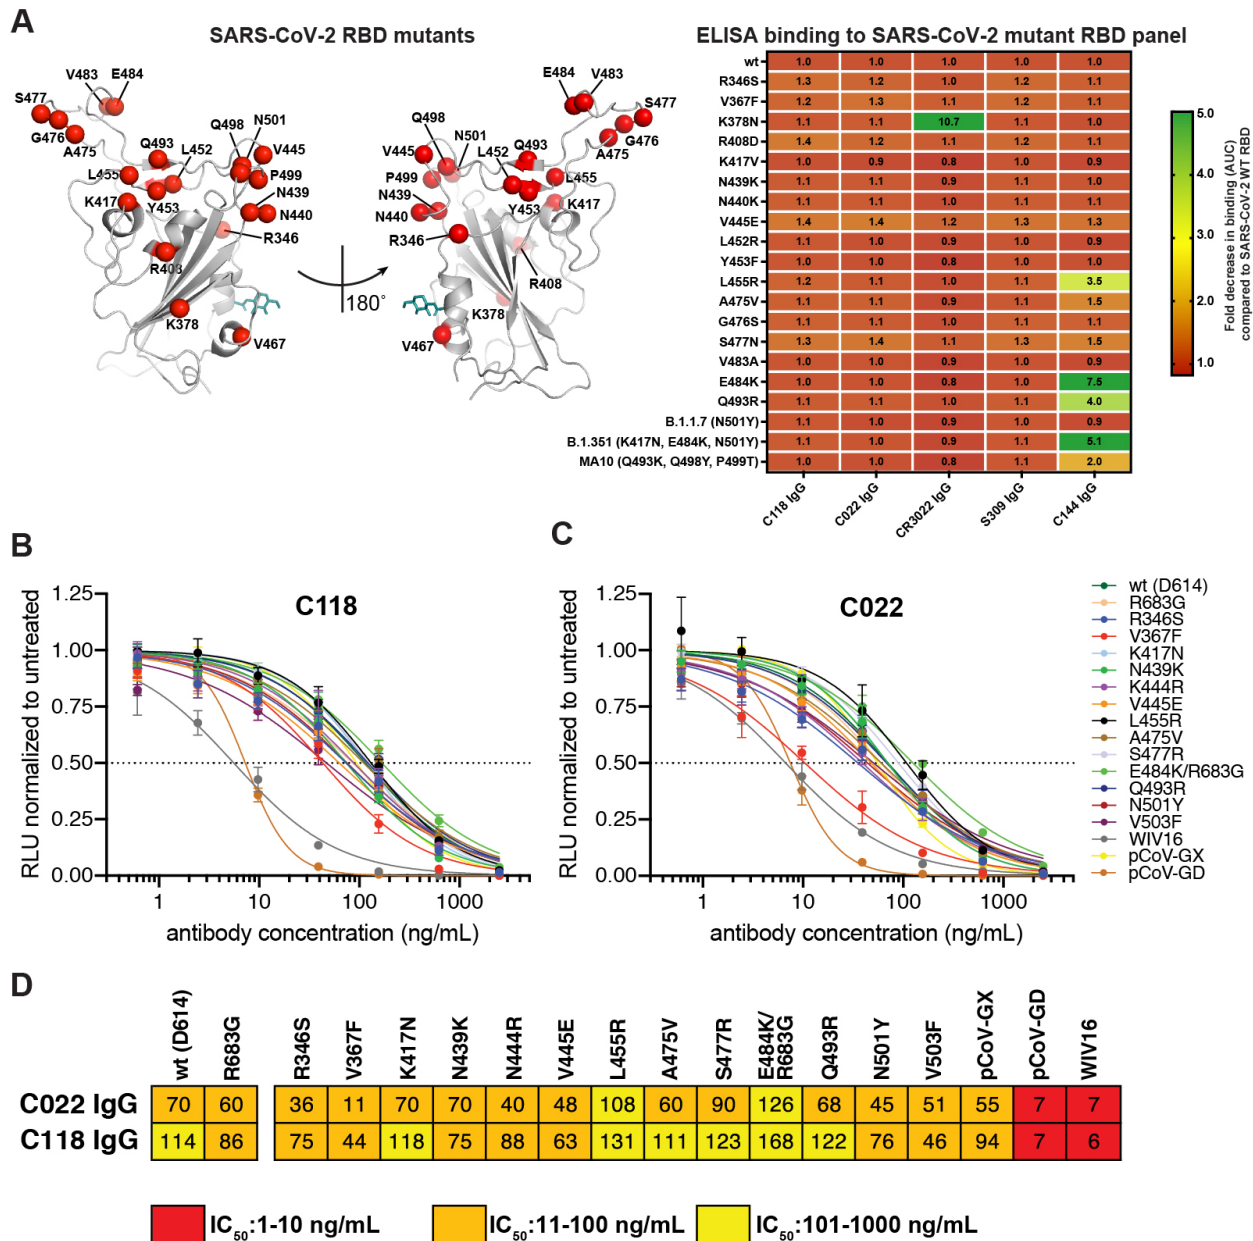 A
SARS-CoV-2 RBD mutants
V483 E484
S477
G476
A475
Q493
L452
Q498
N501
V445
P499
L455
K417
Y453
N439
N440
R346
R403
K378
V467
180°
E484 V483
S477
G476
A475
Q498
N501
L452 Q493
V445
P499
L455
K417
N439
Y453
N440
R346
R408
K378
V467
ELISA binding to SARS-CoV-2 mutant RBD panel
wt 1.0 1.0 1.0 1.0 1.0
R346S 1.3 1.2 1.0 1.2 1.1
V367F 1.2 1.3 1.1 1.2 1.1
K378N 1.1 1.1 10.7 1.1 1.0
R408D 1.4 1.2 1.1 1.2 1.1
K417V 1.0 0.9 0.8 1.0 0.9
N439K 1.1 1.1 0.9 1.1 1.0
N440K 1.1 1.1 1.0 1.1 1.1
V445E 1.4 1.4 1.2 1.3 1.3
L452R 1.1 1.0 0.9 1.1 0.9
Y453F 1.0 1.0 0.8 1.0 1.0
L455R 1.2 1.1 1.0 1.1 3.5
A475V 1.1 1.1 0.9 1.1 1.5
G476S 1.1 1.1 1.0 1.1 1.1
S477N 1.3 1.4 1.1 1.3 1.5
V483A 1.0 1.0 0.9 1.0 0.9
E484K 1.0 1.0 0.8 1.0 7.5
Q493R 1.1 1.1 1.0 1.1 4.0
B.1.1.7 (N501Y) 1.1 1.0 0.9 1.0 0.9
B.1.351 (K417N, E484K, N501Y) 1.1 1.0 0.9 1.1 5.1
MA10 (Q493K, Q498Y, P499T) 1.0 1.0 0.8 1.1 2.0
C118 IgG C022 IgG CR3022 IgG S309 IgG C144 IgG
5.0
4.0
3.0
2.0
1.0
Fold decrease in binding (AUC)
compared to SARS-CoV-2 WT RBD
B
C118
RLU normalized to untreated
1.25
1.00
0.75
0.50
0.25
0.00
1 10 100 1000
antibody concentration (ng/mL)
C
C022
RLU normalized to untreated
1.25
1.00
0.75
0.50
0.25
0.00
1 10 100 1000
antibody concentration (ng/mL)
wt (D614)
R683G
R346S
V367F
K417N
N439K
K444R
V445E
L455R
A475V
S477R
E484K/R683G
Q493R
N501Y
V503F
WIV16
pCoV-GX
pCoV-GD
D
wt (D614) R683G R346S V367F K417N N439K N444R V445E L455R A475V S477R E484K/ R683G Q493R N501Y V503F pCoV-GX pCoV-GD WIV16
C022 IgG 70 60 36 11 70 70 40 48 108 60 90 126 68 45 51 55 7 7
C118 IgG 114 86 75 44 118 75 88 63 131 111 123 168 122 76 46 94 7 6
IC50:1-10 ng/mL IC50:11-100 ng/mL IC50:101-1000 ng/mL